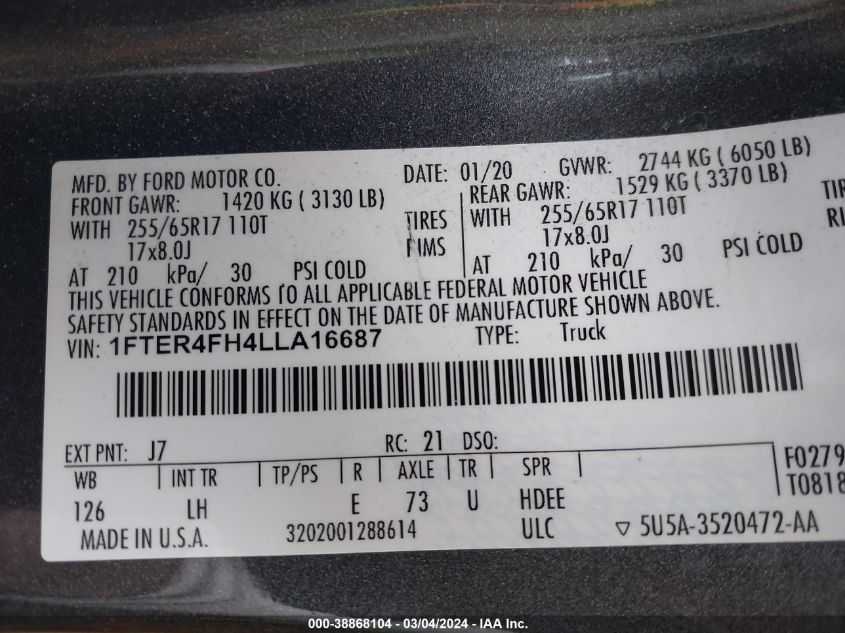 MFD. BY FORD MOTOR CO. DATE: 01/20 GVWR: 2744 KG ( 6050 LB)
FRONT GAWR: 1420 KG ( 3130 LB) REAR GAWR: 1529 KG ( 3370 LB)
WITH 255/65R17 110T TIRES WITH 255/65R17 110T TIR
17x8.0J RIMS 17x8.0J RI
AT 210 kPa/ 30 PSI COLD AT 210 kPa/ 30 PSI COLD
THIS VEHICLE CONFORMS TO ALL APPLICABLE FEDERAL MOTOR VEHICLE
SAFETY STANDARDS IN EFFECT ON THE DATE OF MANUFACTURE SHOWN ABOVE.
VIN: 1FTER4FH4LLA16687 TYPE: Truck
EXT PNT: J7 RC: 21 DSO:
WB INT TR TP/PS R AXLE TR SPR F0279
126 LH E 73 U HDEE T0818
MADE IN U.S.A. 3202001288614 ULC ▽ 5U5A-3520472-AA
000-38868104 - 03/04/2024 - IAA Inc.